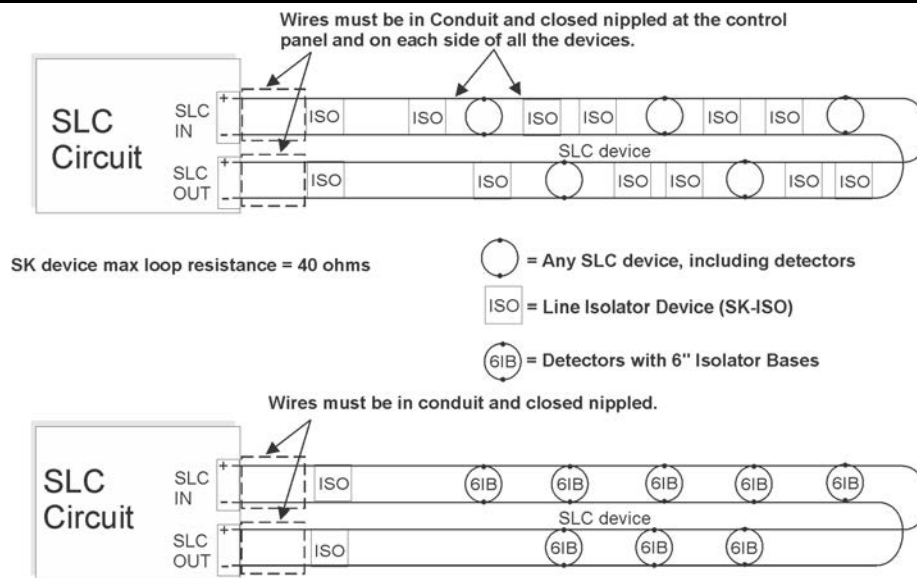 Wires must be in Conduit and closed nippled at the control
panel and on each side of all the devices.
SLC
Circuit
+
SLC
IN
-
ISO ISO ISO ISO ISO ISO
SLC device
+
SLC
OUT
-
ISO ISO ISO ISO ISO ISO
SK device max loop resistance = 40 ohms
= Any SLC device, including detectors
ISO = Line Isolator Device (SK-ISO)
6IB = Detectors with 6" Isolator Bases
Wires must be in conduit and closed nippled.
SLC
Circuit
+
SLC
IN
-
ISO 6IB 6IB 6IB 6IB 6IB
SLC device
+
SLC
OUT
-
ISO 6IB 6IB 6IB